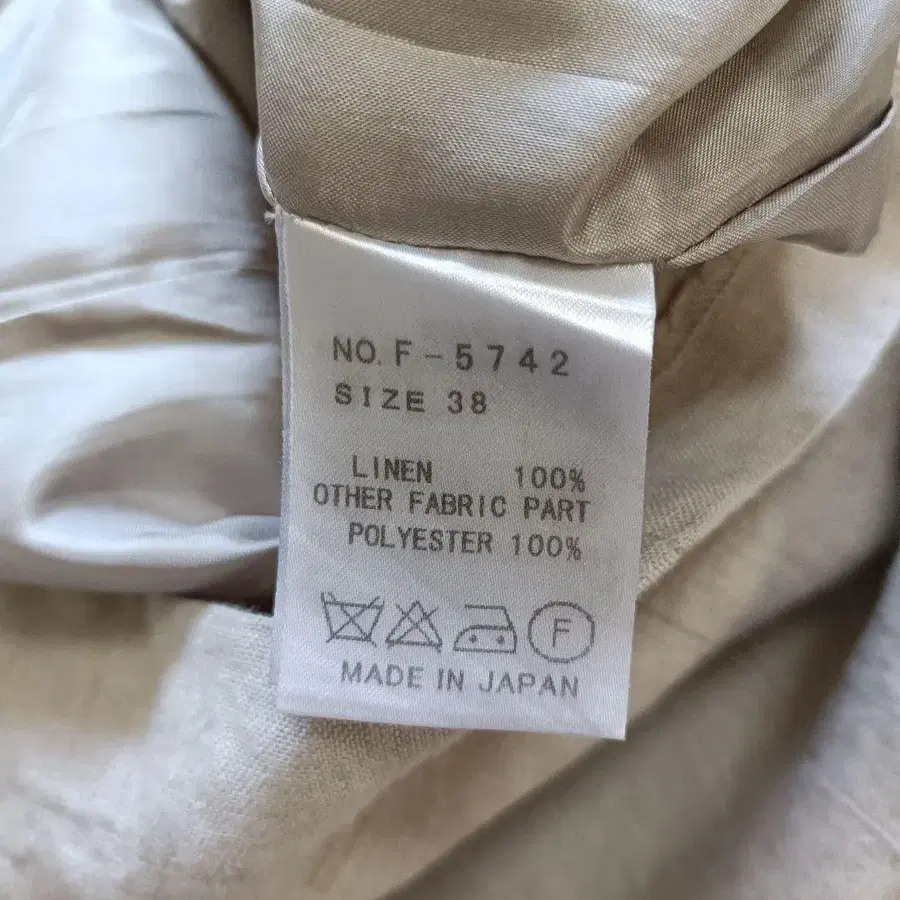 NO. F-5742
SIZE 38
LINEN 100%
OTHER FABRIC PART
POLYESTER 100%
F
MADE IN JAPAN